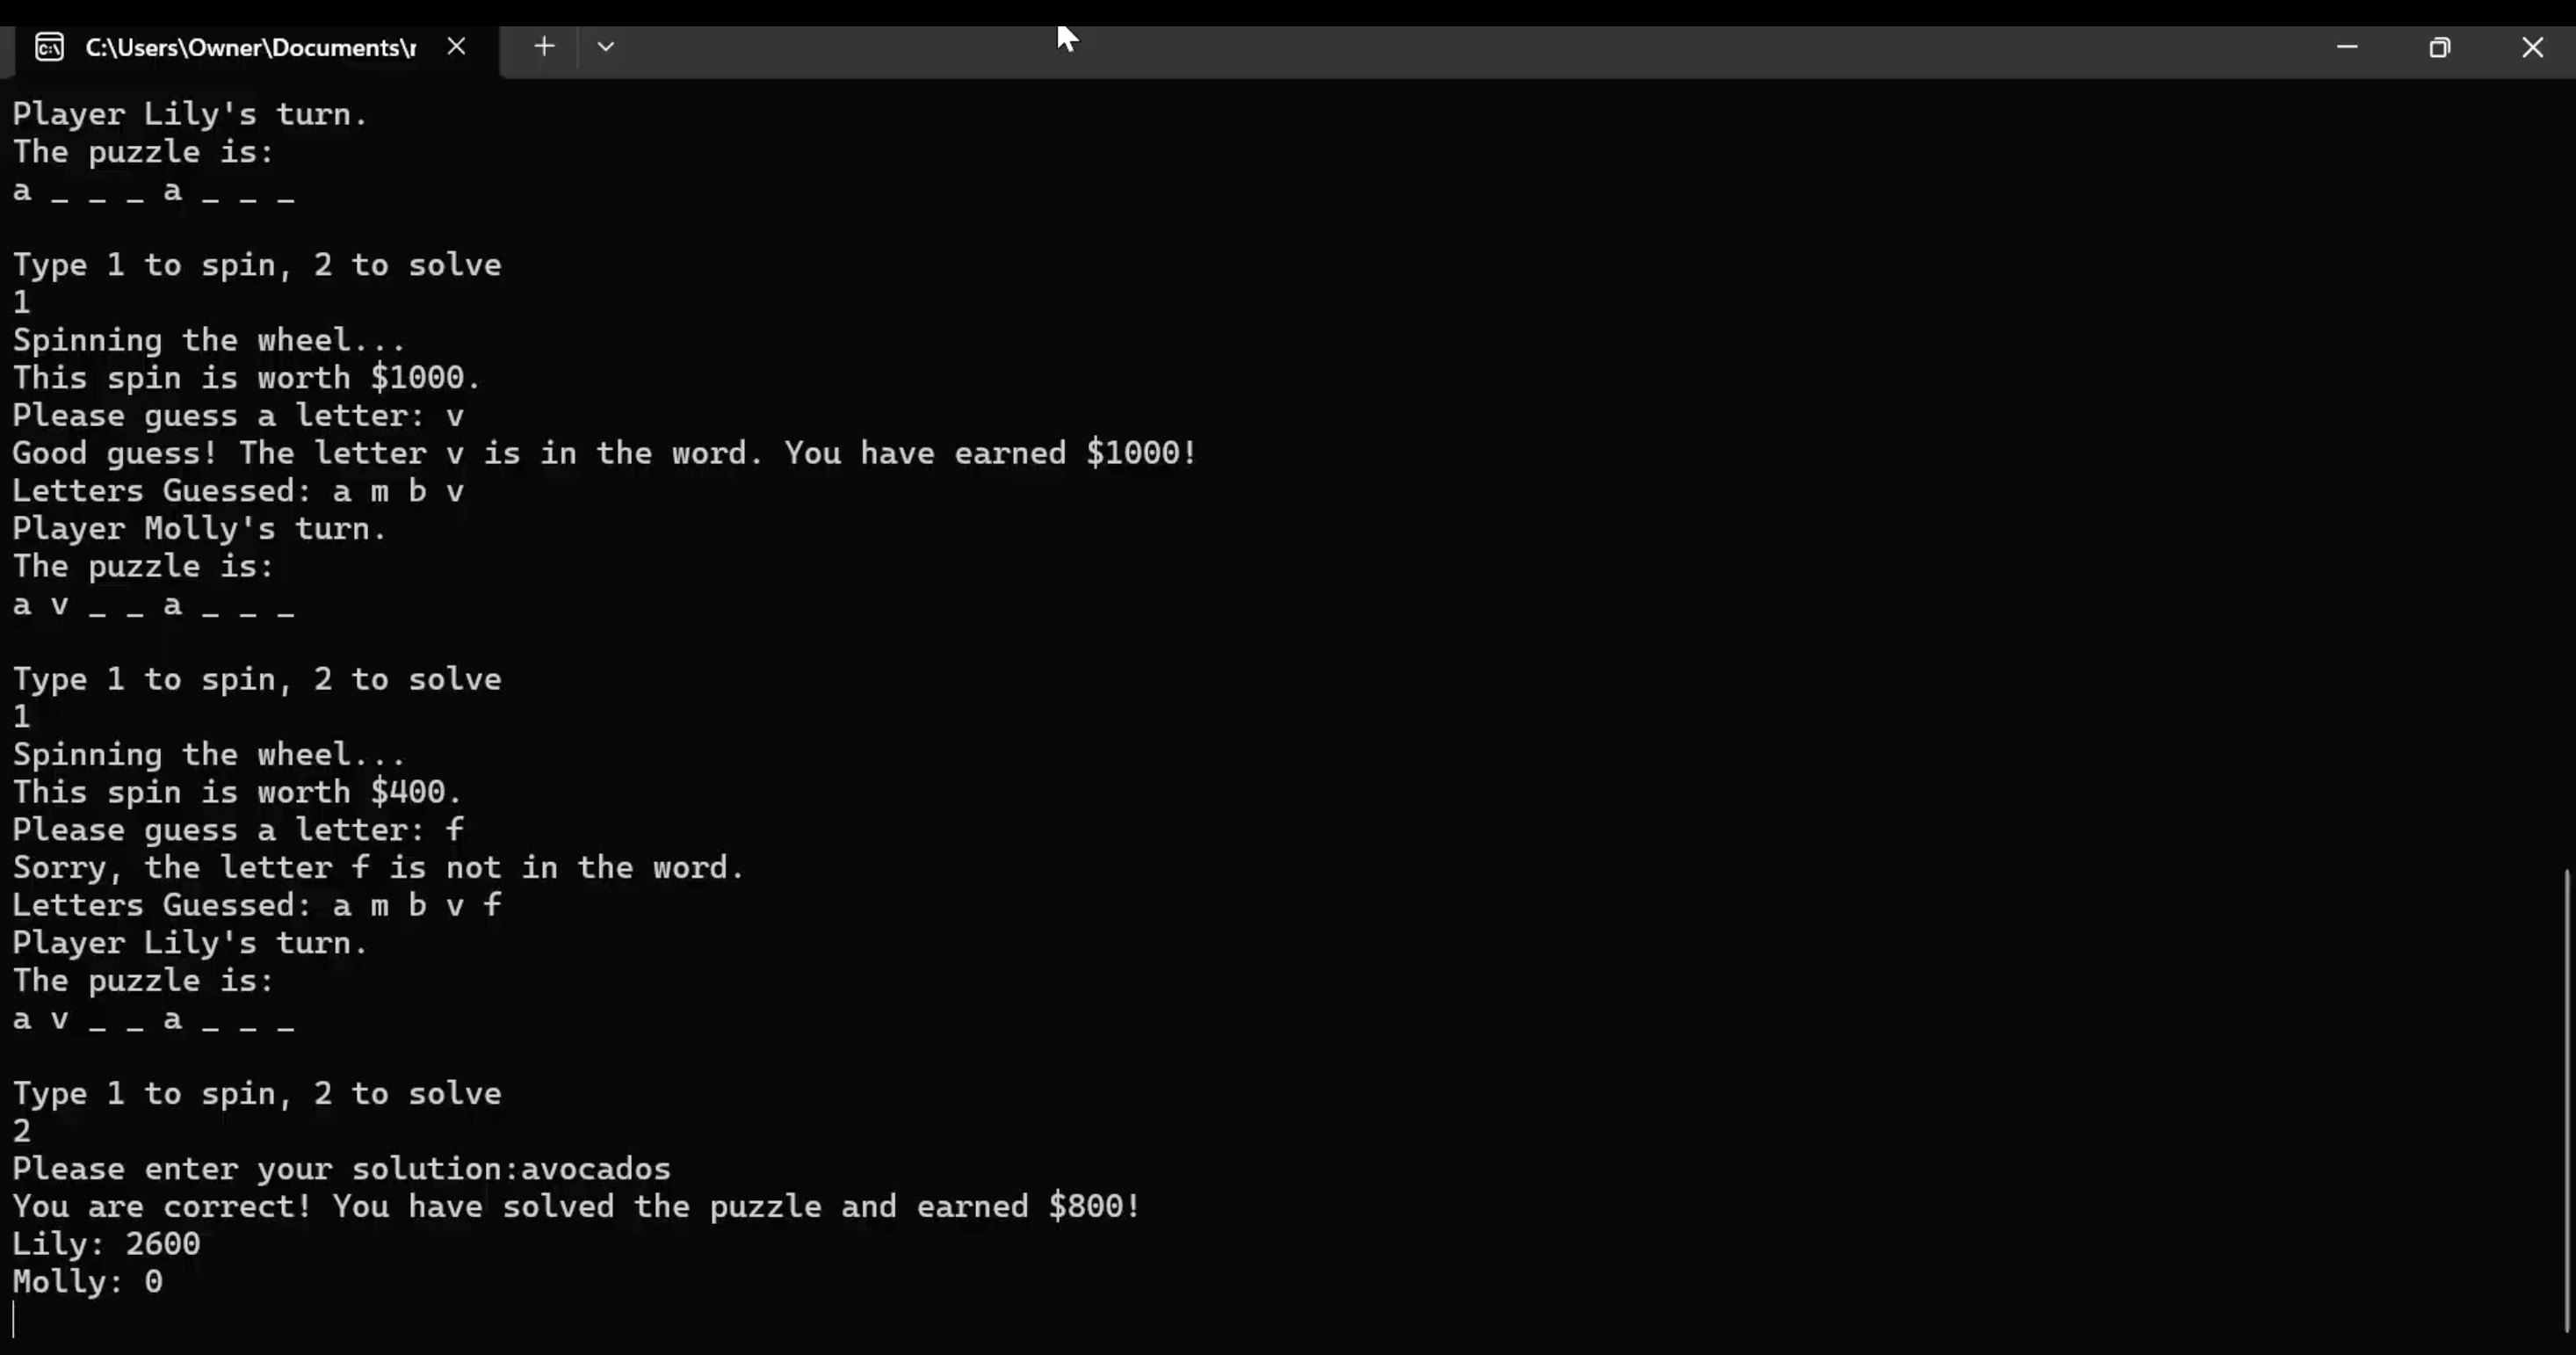 C:\Users\Owner\Documents\r
Player Lily's turn.
The puzzle is:
a _ _ _ a _ _ _
Type 1 to spin, 2 to solve
1
Spinning the wheel...
This spin is worth $1000.
Please guess a letter: v
Good guess! The letter v is in the word. You have earned $1000!
Letters Guessed: a m b v
Player Molly's turn.
The puzzle is:
a v _ _ a _ _ _
Type 1 to spin, 2 to solve
1
Spinning the wheel...
This spin is worth $400.
Please guess a letter: f
Sorry, the letter f is not in the word.
Letters Guessed: a m b v f
Player Lily's turn.
The puzzle is:
a v _ _ a _ _ _
Type 1 to spin, 2 to solve
2
Please enter your solution:avocados
You are correct! You have solved the puzzle and earned $800!
Lily: 2600
Molly: 0